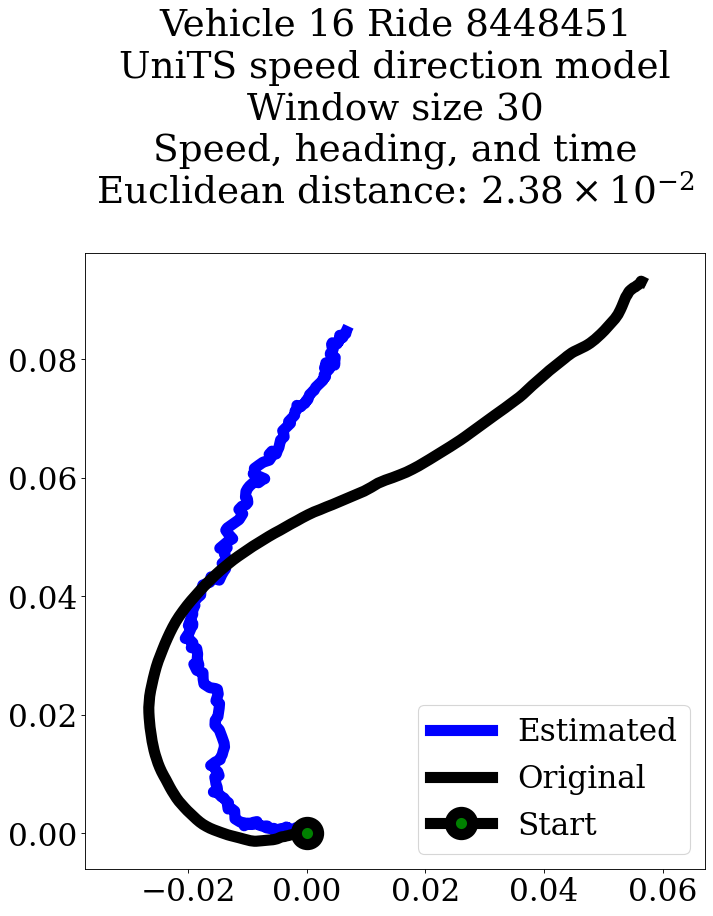 Vehicle 16 Ride 8448451
UniTS speed direction model
Window size 30
Speed, heading, and time
Euclidean distance: 2.38 × 10⁻²
0.08
0.06
0.04
0.02
0.00
Estimated
Original
Start
−0.02 0.00 0.02 0.04 0.06